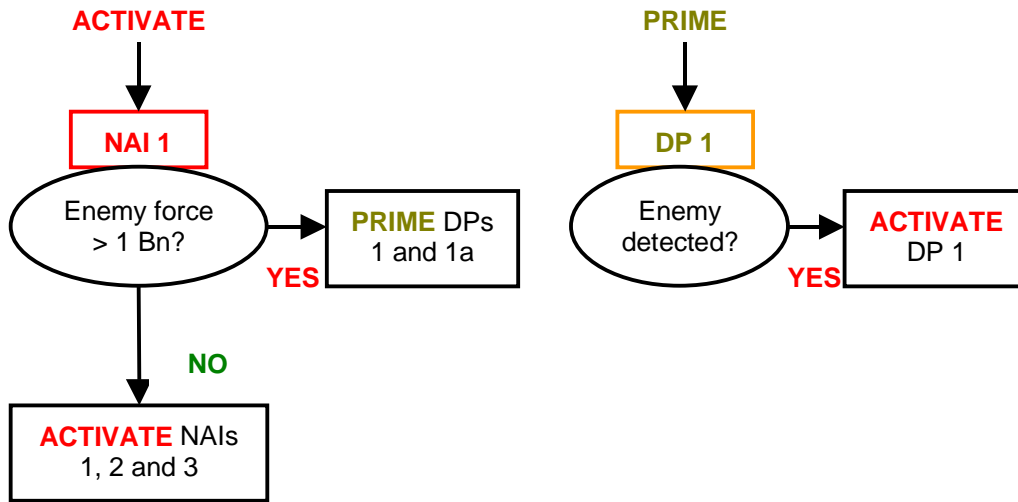 ACTIVATE
NAI 1
Enemy force
> 1 Bn?
YES
PRIME DPs
1 and 1a
NO
ACTIVATE NAIs
1, 2 and 3
PRIME
DP 1
Enemy
detected?
YES
ACTIVATE
DP 1